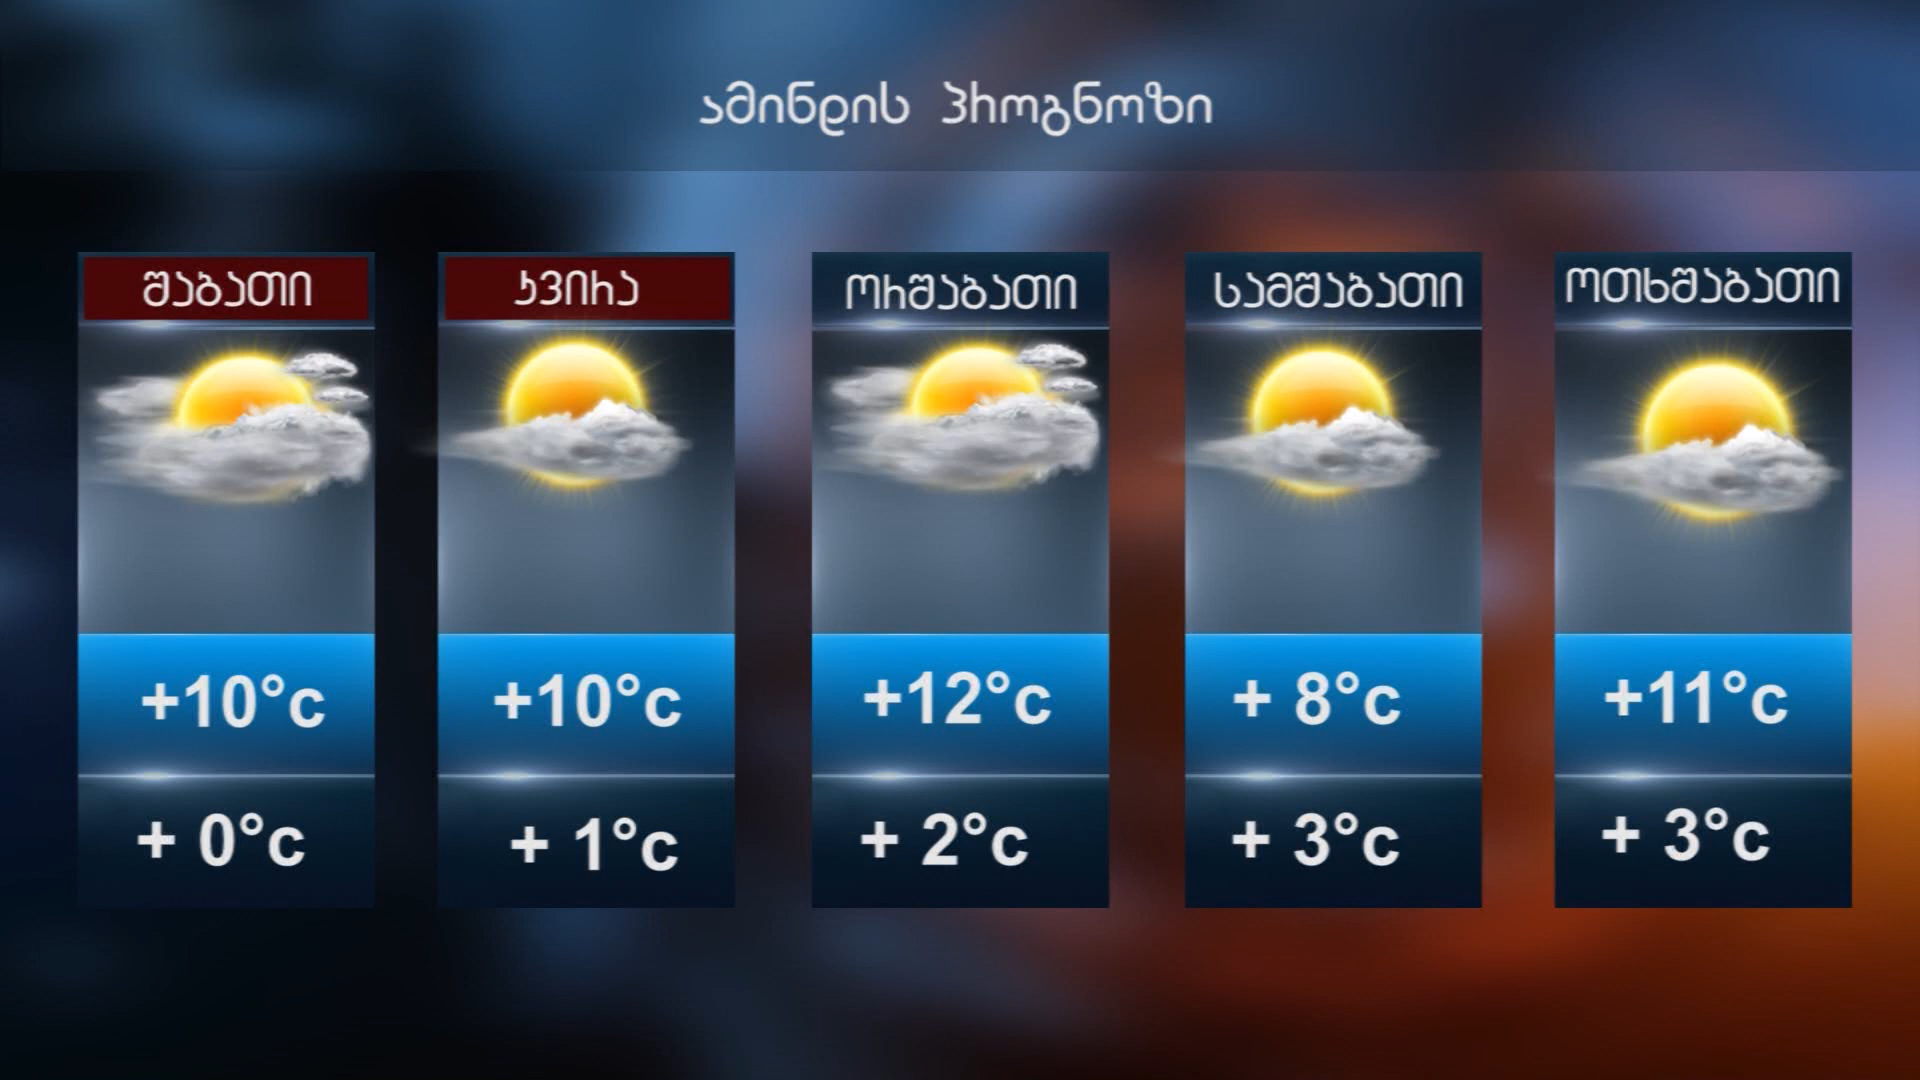 ამინდის პროგნოზი
შაბათი
კვირა
ორშაბათი
სამშაბათი
ოთხშაბათი
+10°c
+10°c
+12°c
+ 8°c
+11°c
+ 0°c
+ 1°c
+ 2°c
+ 3°c
+ 3°c